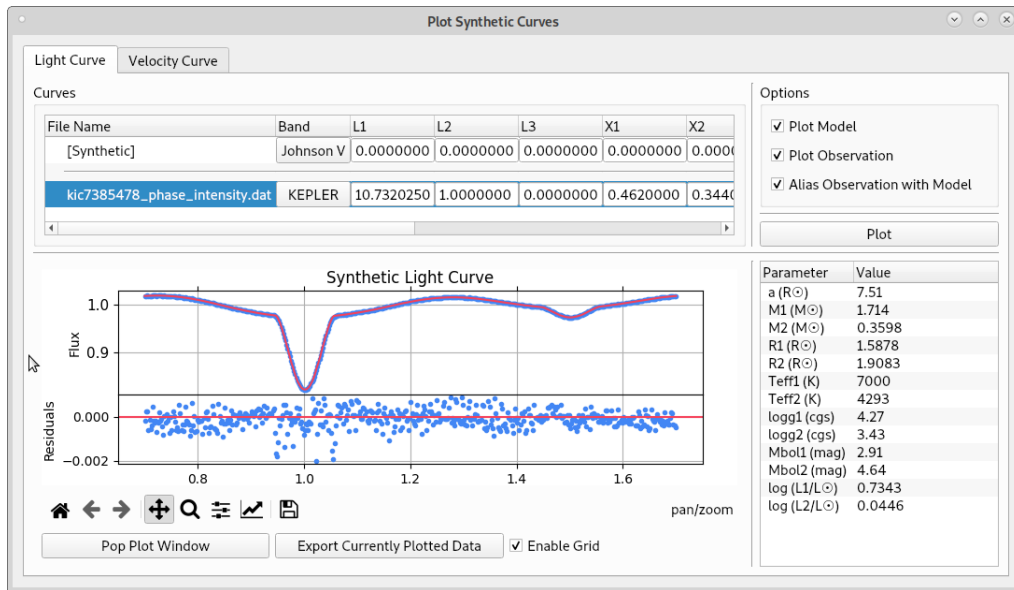 Plot Synthetic Curves
Light Curve Velocity Curve
Curves
File Name Band L1 L2 L3 X1 X2
[Synthetic] Johnson V 0.0000000 0.0000000 0.0000000 0.0000000 0.000
kic7385478_phase_intensity.dat KEPLER 10.7320250 1.0000000 0.0000000 0.4620000 0.344
Options
Plot Model
Plot Observation
Alias Observation with Model
Plot
Synthetic Light Curve
Flux
1.0
0.9
Residuals
0.000
−0.002
0.8 1.0 1.2 1.4 1.6
pan/zoom
Pop Plot Window Export Currently Plotted Data Enable Grid
Parameter Value
a (R☉) 7.51
M1 (M☉) 1.714
M2 (M☉) 0.3598
R1 (R☉) 1.5878
R2 (R☉) 1.9083
Teff1 (K) 7000
Teff2 (K) 4293
logg1 (cgs) 4.27
logg2 (cgs) 3.43
Mbol1 (mag) 2.91
Mbol2 (mag) 4.64
log (L1/L☉) 0.7343
log (L2/L☉) 0.0446